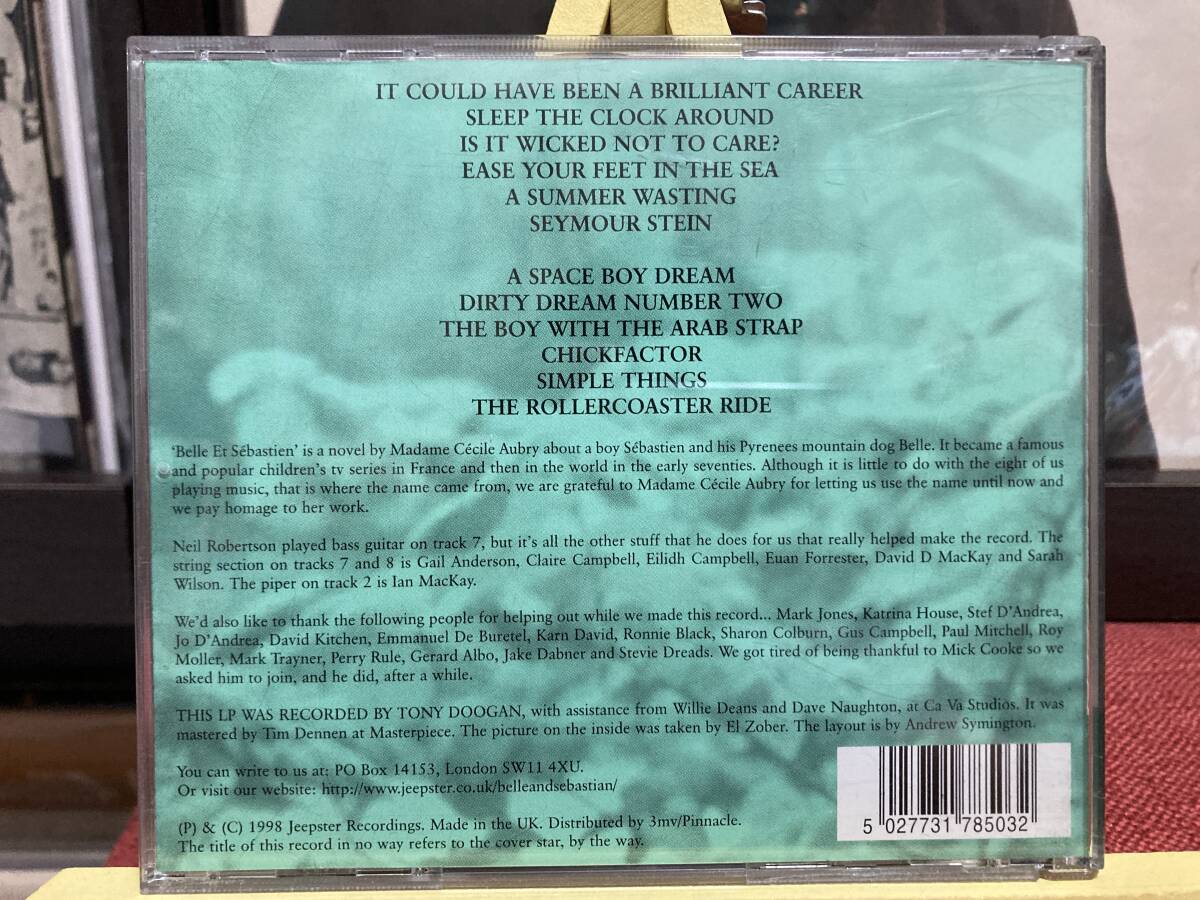 IT COULD HAVE BEEN A BRILLIANT CAREER
SLEEP THE CLOCK AROUND
IS IT WICKED NOT TO CARE?
EASE YOUR FEET IN THE SEA
A SUMMER WASTING
SEYMOUR STEIN
A SPACE BOY DREAM
DIRTY DREAM NUMBER TWO
THE BOY WITH THE ARAB STRAP
CHICKFACTOR
SIMPLE THINGS
THE ROLLERCOASTER RIDE
‘Belle Et Sébastien’ is a novel by Madame Cécile Aubry about a boy Sébastien and his Pyrenees mountain dog Belle. It became a famous
and popular children’s tv series in France and then in the world in the early seventies. Although it is little to do with the eight of us
playing music, that is where the name came from, we are grateful to Madame Cécile Aubry for letting us use the name until now and
we pay homage to her work.
Neil Robertson played bass guitar on track 7, but it’s all the other stuff that he does for us that really helped make the record. The
string section on tracks 7 and 8 is Gail Anderson, Claire Campbell, Eilidh Campbell, Euan Forrester, David D MacKay and Sarah
Wilson. The piper on track 2 is Ian MacKay.
We’d also like to thank the following people for helping out while we made this record... Mark Jones, Katrina House, Stef D’Andrea,
Jo D’Andrea, David Kitchen, Emmanuel De Buretel, Karn David, Ronnie Black, Sharon Colburn, Gus Campbell, Paul Mitchell, Roy
Moller, Mark Trayner, Perry Rule, Gerard Albo, Jake Dabner and Stevie Dreads. We got tired of being thankful to Mick Cooke so we
asked him to join, and he did, after a while.
THIS LP WAS RECORDED BY TONY DOOGAN, with assistance from Willie Deans and Dave Naughton, at Ca Va Studios. It was
mastered by Tim Dennen at Masterpiece. The picture on the inside was taken by El Zober. The layout is by Andrew Symington.
You can write to us at: PO Box 14153, London SW11 4XU.
Or visit our website: http://www.jeepster.co.uk/belleandsebastian/
(P) & (C) 1998 Jeepster Recordings. Made in the UK. Distributed by 3mv/Pinnacle.
The title of this record in no way refers to the cover star, by the way.
5 027731 785032